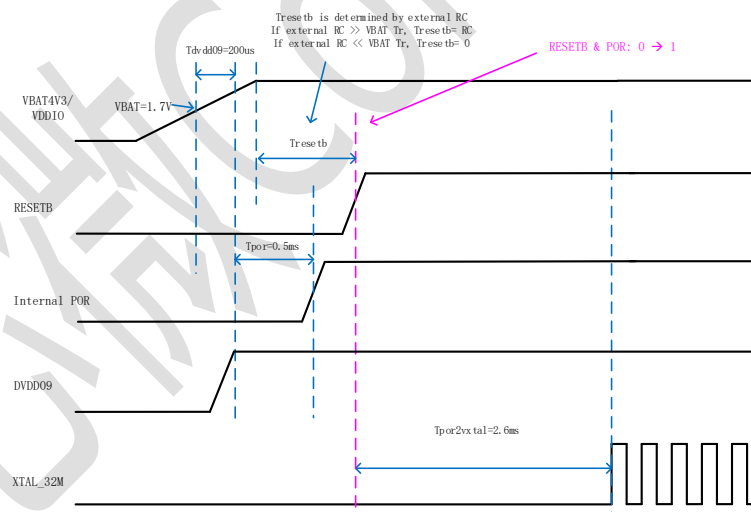 Tresetb is determined by external RC
If external RC >> VBAT Tr, Tresetb= RC
If external RC << VBAT Tr, Tresetb= 0
RESETB & POR: 0 → 1
Tdvdd09=200us
VBAT4V3/
VDDIO
VBAT=1.7V
Tresetb
RESETB
Tpor=0.5ms
Internal POR
DVDD09
Tpor2vxtal=2.6ms
XTAL_32M